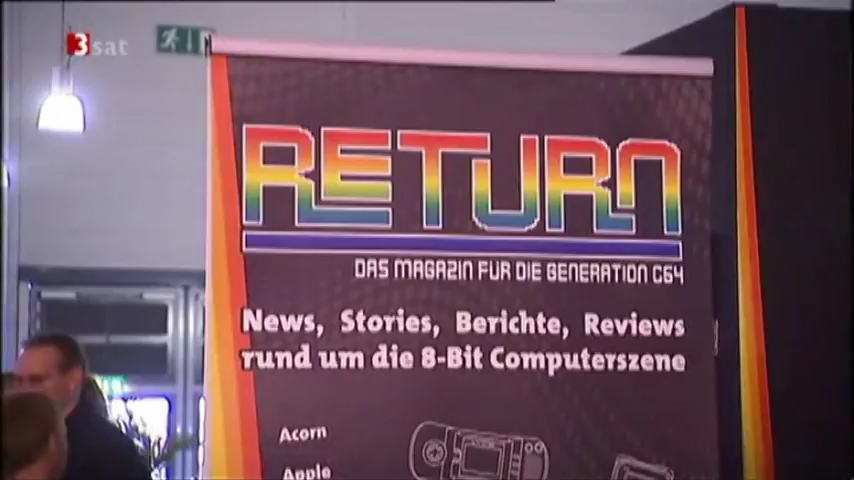 3sat
RETURN
DAS MAGAZIN FÜR DIE GENERATION C64
News, Stories, Berichte, Reviews
rund um die 8-Bit Computerszene
Acorn
Apple